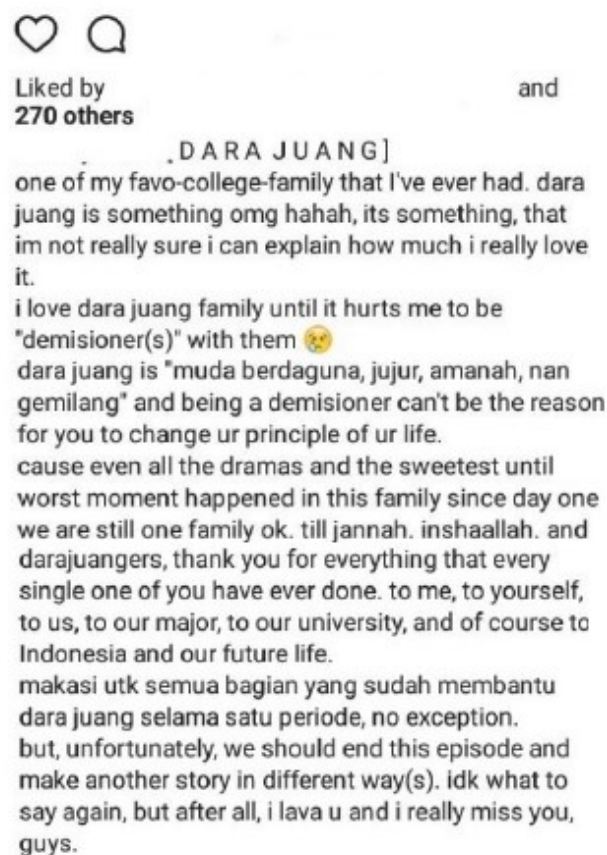 Liked by and
270 others
. .DARA JUANG]
one of my favo-college-family that I've ever had. dara
juang is something omg hahah, its something, that
im not really sure i can explain how much i really love
it.
i love dara juang family until it hurts me to be
"demisioner(s)" with them 😢
dara juang is "muda berdaguna, jujur, amanah, nan
gemilang" and being a demisioner can't be the reason
for you to change ur principle of ur life.
cause even all the dramas and the sweetest until
worst moment happened in this family since day one
we are still one family ok. till jannah. inshaallah. and
darajuangers, thank you for everything that every
single one of you have ever done. to me, to yourself,
to us, to our major, to our university, and of course to
Indonesia and our future life.
makasi utk semua bagian yang sudah membantu
dara juang selama satu periode, no exception.
but, unfortunately, we should end this episode and
make another story in different way(s). idk what to
say again, but after all, i lava u and i really miss you,
guys.